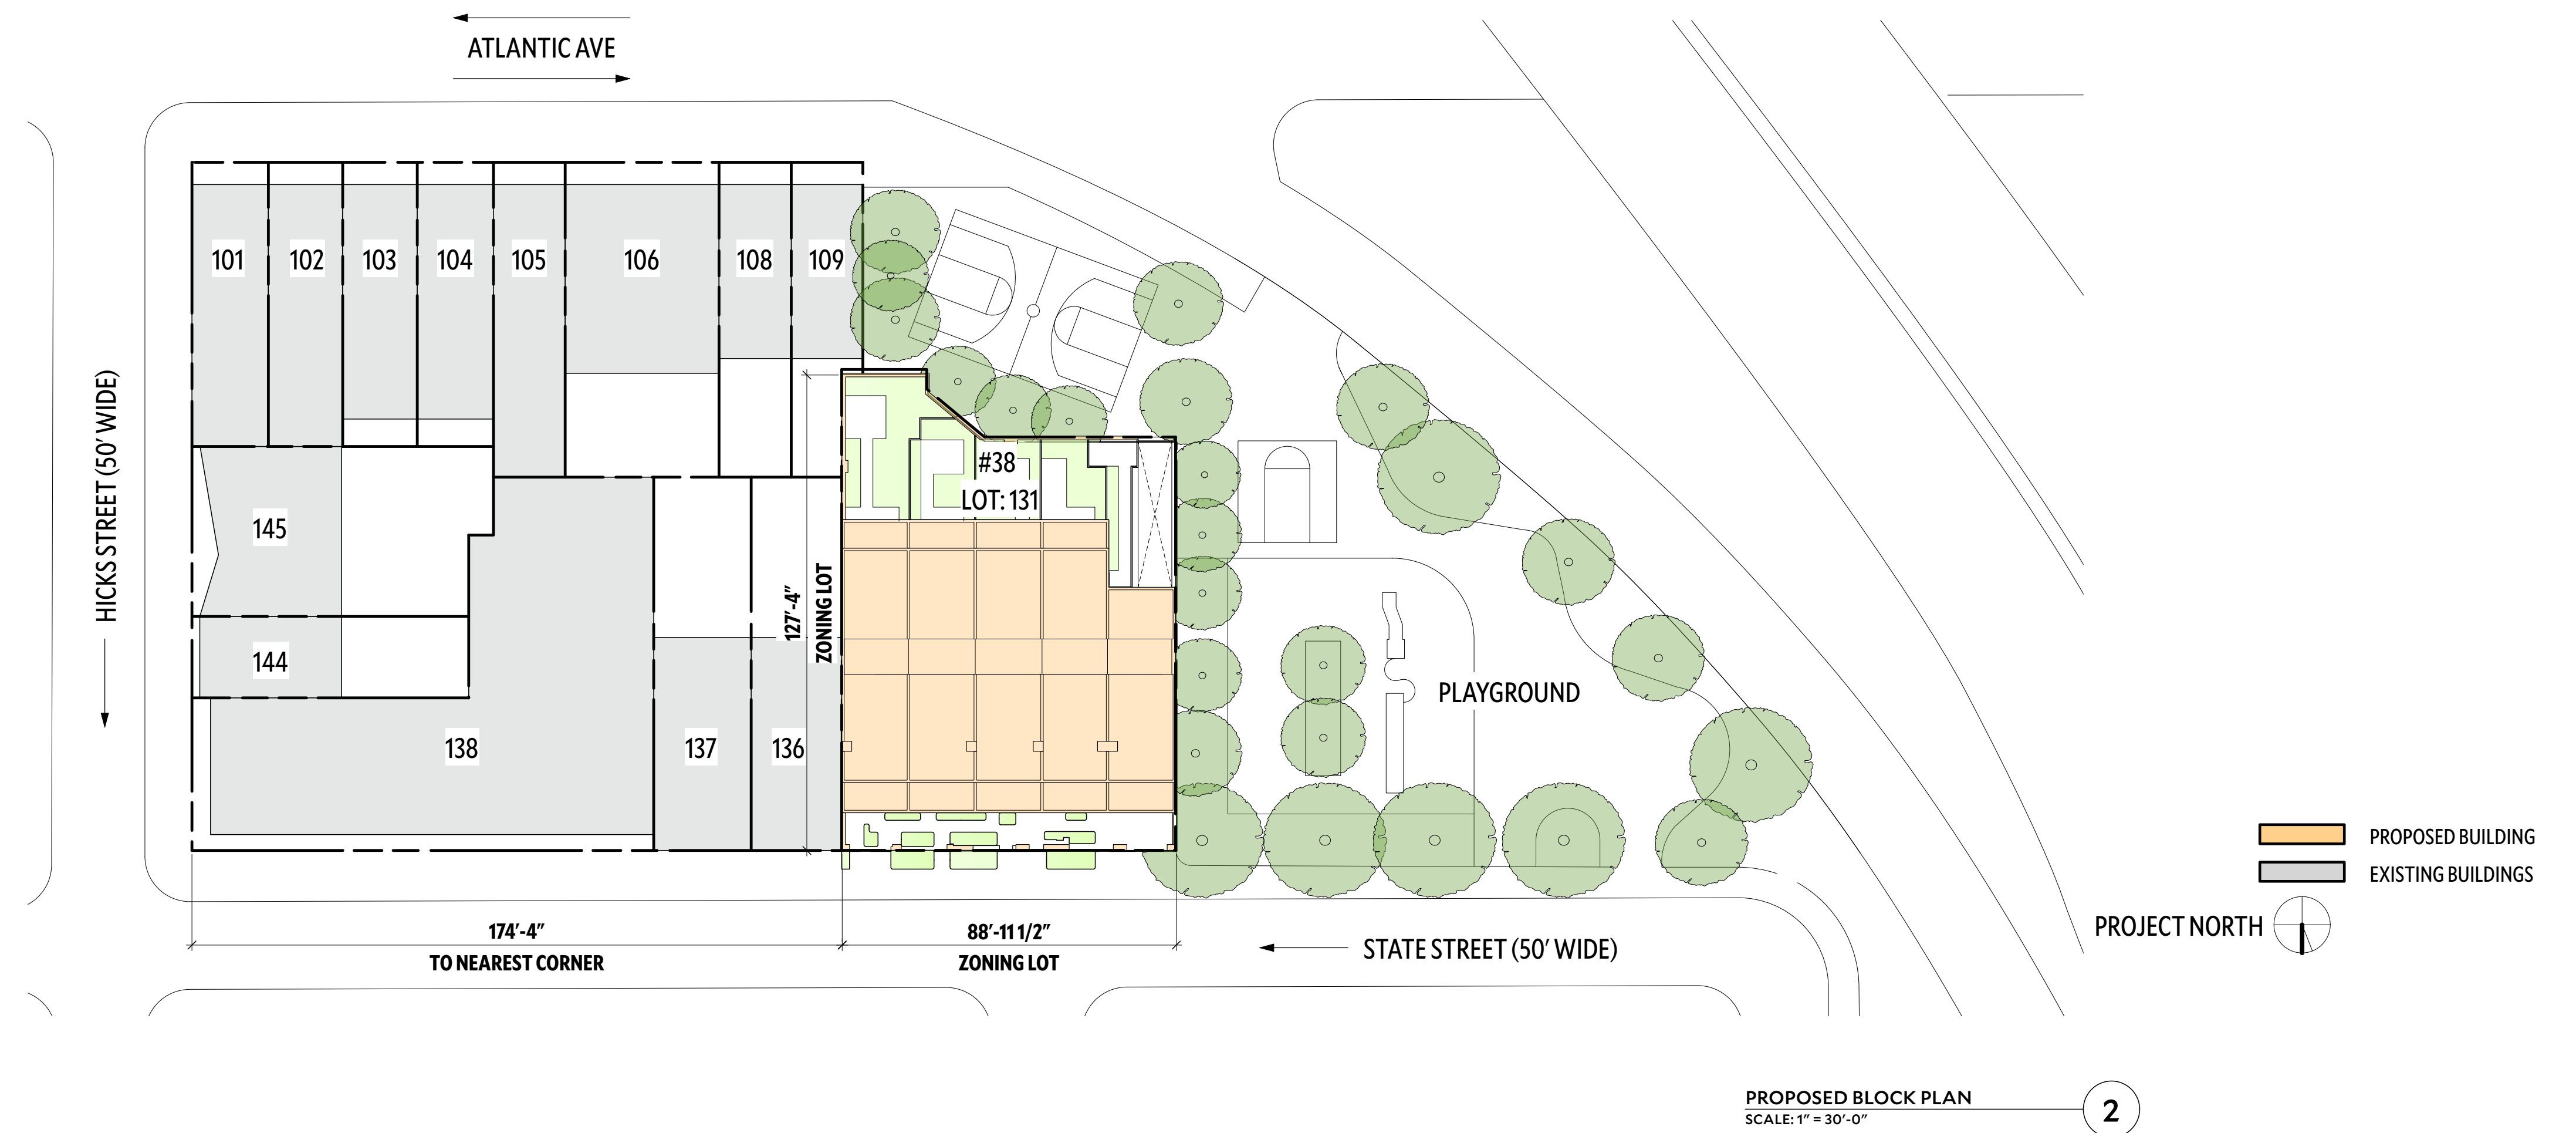 ATLANTIC AVE
HICKS STREET (50' WIDE)
101
102
103
104
105
106
108
109
145
144
138
137
136
127'-4"
ZONING LOT
#38
LOT: 131
PLAYGROUND
174'-4"
TO NEAREST CORNER
88'-11 1/2"
ZONING LOT
STATE STREET (50' WIDE)
PROPOSED BUILDING
EXISTING BUILDINGS
PROJECT NORTH
PROPOSED BLOCK PLAN
SCALE: 1" = 30'-0"
2